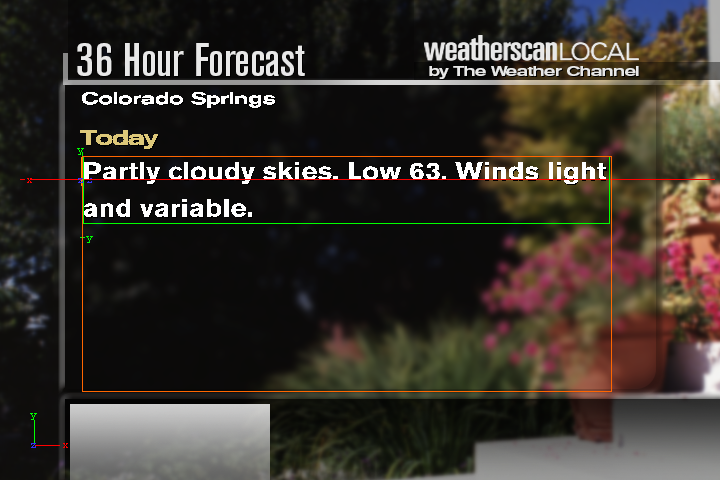 36 Hour Forecast
weatherscanLOCAL
by The Weather Channel
Colorado Springs
Today
y
Partly cloudy skies. Low 63. Winds light
-x
and variable.
-y
y
z x